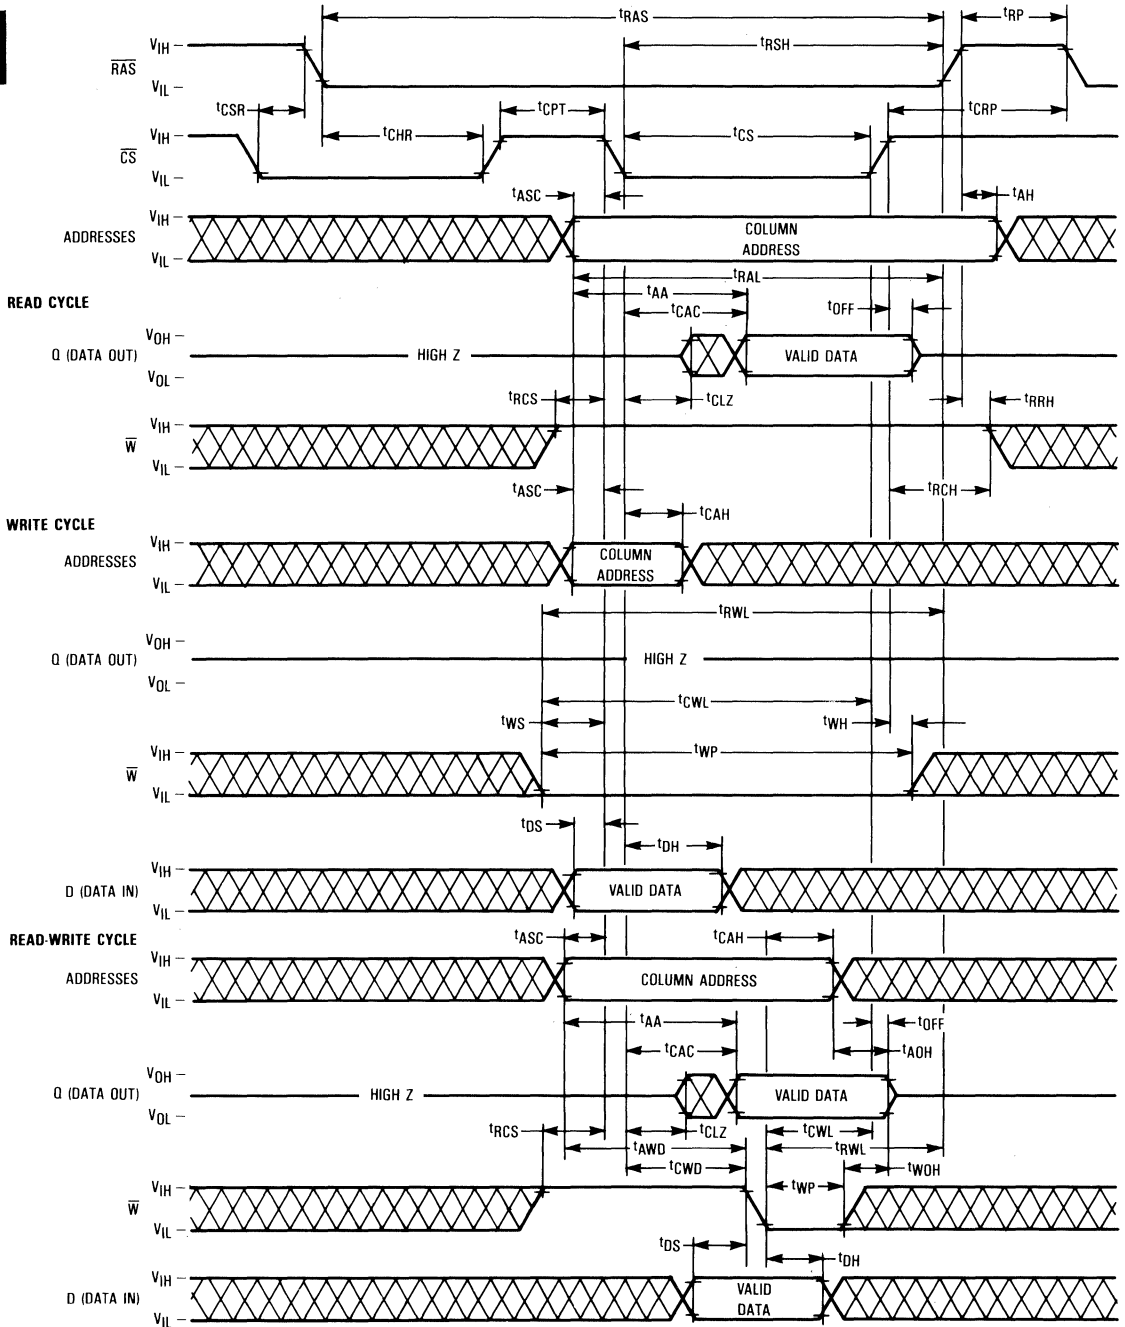 tRAS
tRP
VIH
tRSH
RAS
VIL
tCSR
tCPT
tCRP
VIH
tCHR
tCS
CS
VIL
tASC
tAH
VIH
ADDRESSES
COLUMN
ADDRESS
VIL
tRAL
READ CYCLE
tAA
tCAC
tOFF
VOH
Q (DATA OUT)
HIGH Z
VALID DATA
VOL
tRCS
tCLZ
tRRH
VIH
W
VIL
tASC
tRCH
tCAH
WRITE CYCLE
VIH
ADDRESSES
COLUMN
ADDRESS
VIL
tRWL
VOH
Q (DATA OUT)
HIGH Z
VOL
tCWL
tWS
tWH
VIH
tWP
W
VIL
tDS
tDH
VIH
D (DATA IN)
VALID DATA
VIL
READ-WRITE CYCLE
tASC
tCAH
VIH
ADDRESSES
COLUMN ADDRESS
VIL
tAA
tOFF
tCAC
tAOH
VOH
Q (DATA OUT)
HIGH Z
VALID DATA
VOL
tRCS
tCLZ
tCWL
tAWD
tRWL
tCWD
tWOH
VIH
tWP
W
VIL
tDS
tDH
VIH
D (DATA IN)
VALID
DATA
VIL